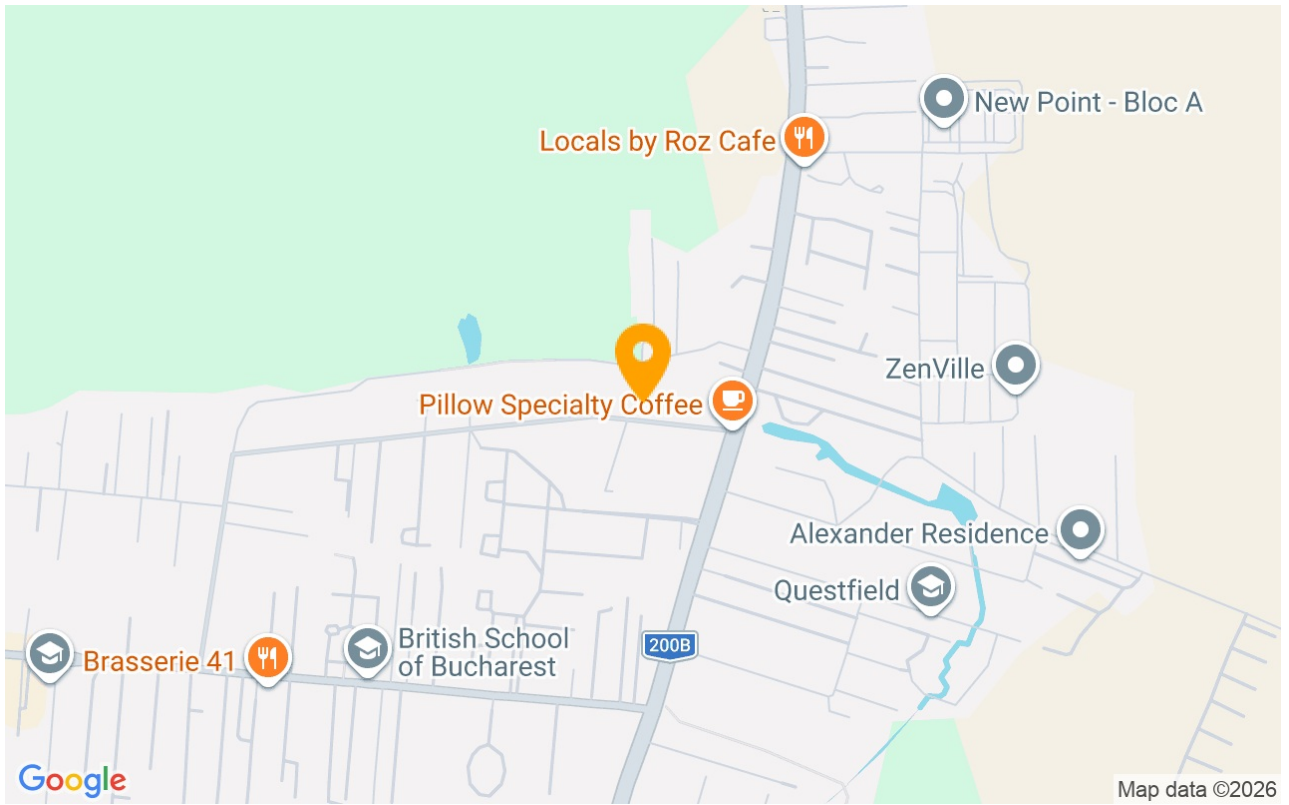 New Point - Bloc A
Locals by Roz Cafe
ZenVille
Pillow Specialty Coffee
Alexander Residence
Questfield
British School
of Bucharest
200B
Brasserie 41
Google
Map data ©2026